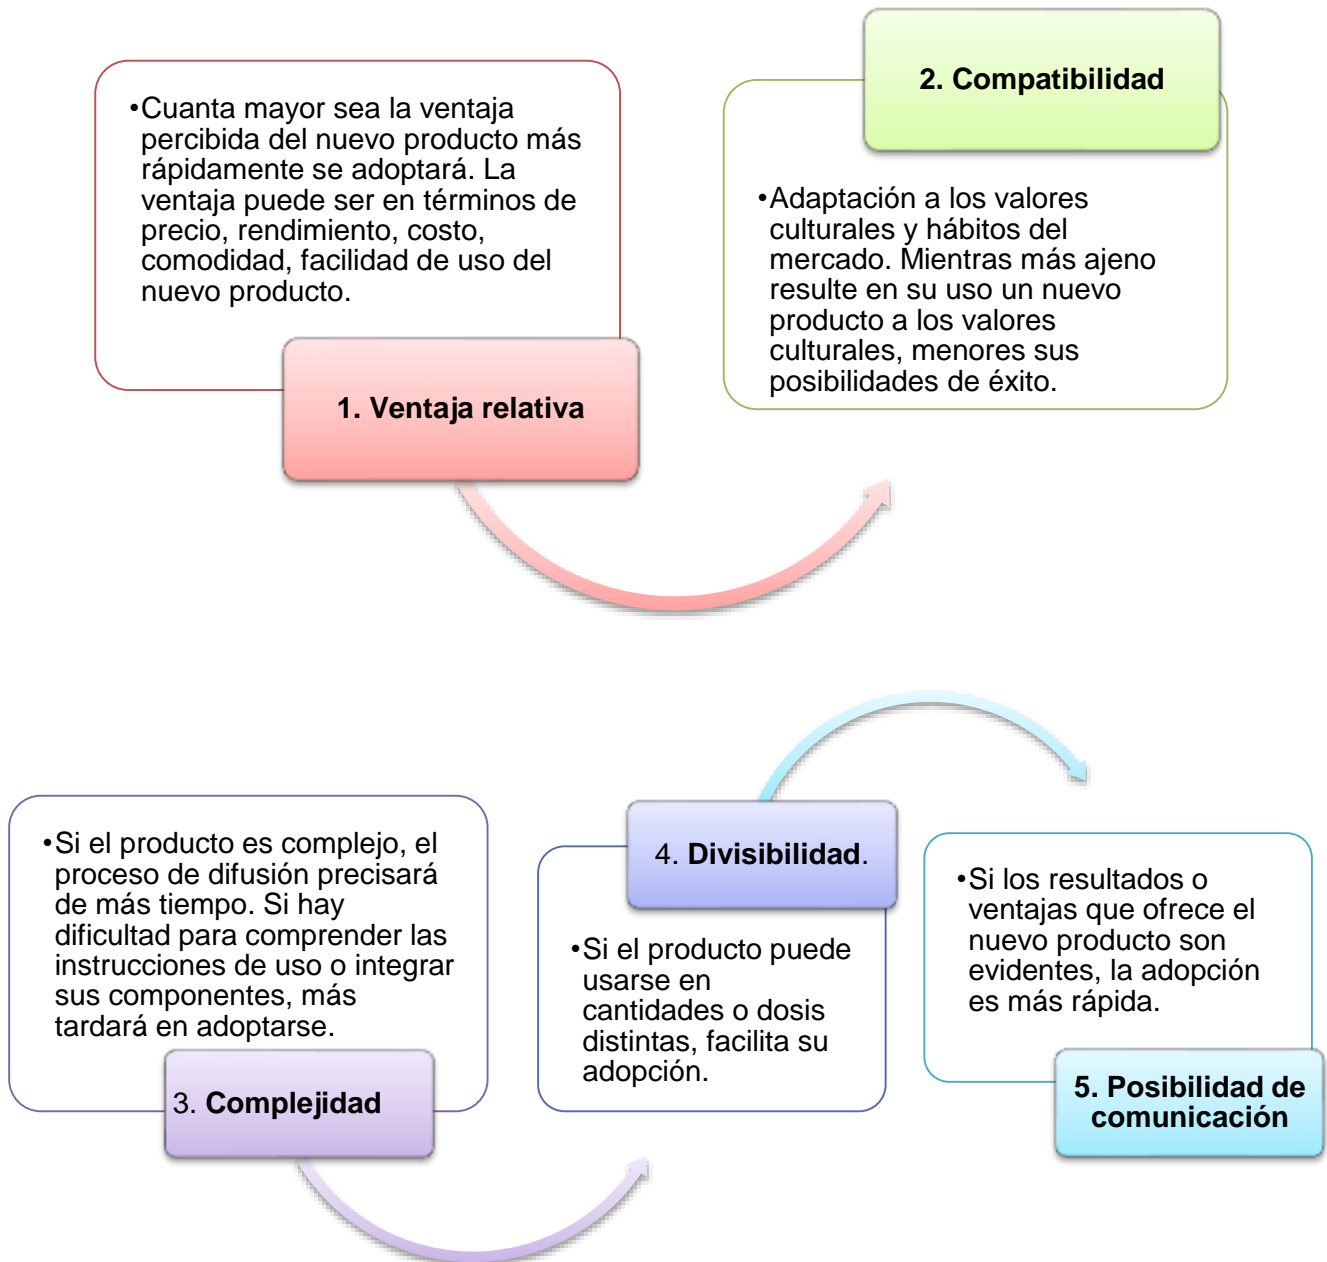 •Cuanta mayor sea la ventaja
percibida del nuevo producto más
rápidamente se adoptará. La
ventaja puede ser en términos de
precio, rendimiento, costo,
comodidad, facilidad de uso del
nuevo producto.
1. Ventaja relativa
2. Compatibilidad
•Adaptación a los valores
culturales y hábitos del
mercado. Mientras más ajeno
resulte en su uso un nuevo
producto a los valores
culturales, menores sus
posibilidades de éxito.
•Si el producto es complejo, el
proceso de difusión precisará
de más tiempo. Si hay
dificultad para comprender las
instrucciones de uso o integrar
sus componentes, más
tardará en adoptarse.
3. Complejidad
4. Divisibilidad.
•Si el producto puede
usarse en
cantidades o dosis
distintas, facilita su
adopción.
•Si los resultados o
ventajas que ofrece el
nuevo producto son
evidentes, la adopción
es más rápida.
5. Posibilidad de
comunicación